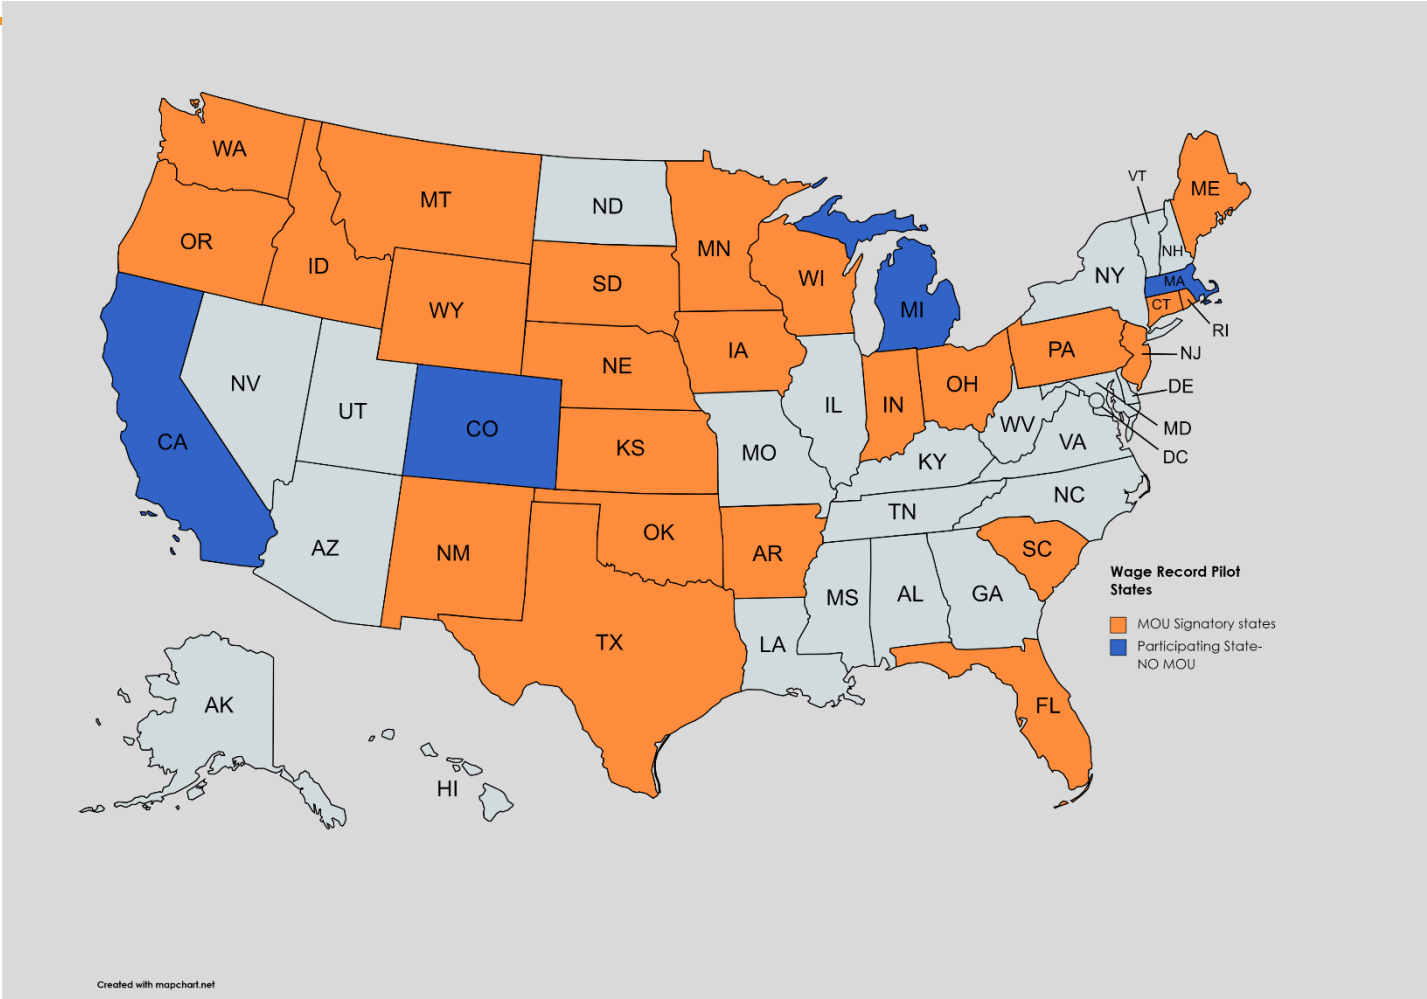 VT
ME
WA
MT
ND
OR
MN
NH
ID
SD
WI
NY
MA
WY
MI
CT
RI
IA
PA
NJ
NE
NV
OH
DE
UT
IL
IN
CO
WV
MD
CA
KS
MO
KY
VA
DC
NC
TN
OK
AZ
NM
AR
SC
Wage Record Pilot
States
MS
AL
GA
MOU Signatory states
TX
LA
Participating State-
NO MOU
AK
FL
HI
Created with mapchart.net